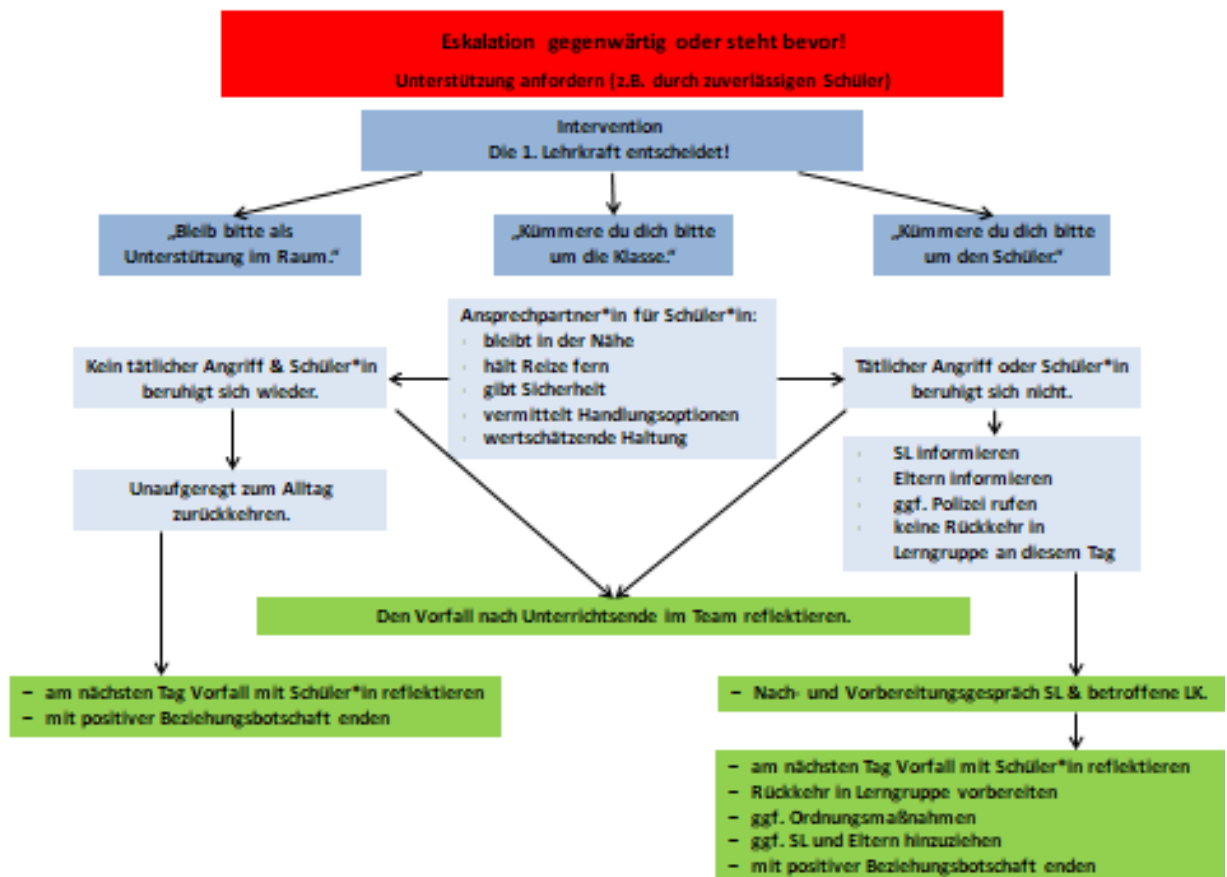 Eskalation gegenwärtig oder steht bevor!
Unterstützung anfordern (z.B. durch zuverlässigen Schüler)
Intervention
Die 1. Lehrkraft entscheidet!
„Bleib bitte als
Unterstützung im Raum.“
„Kümmere du dich bitte
um die Klasse.“
„Kümmere du dich bitte
um den Schüler.“
Ansprechpartner*in für Schüler*in:
· bleibt in der Nähe
· hält Reize fern
· gibt Sicherheit
· vermittelt Handlungsoptionen
· wertschätzende Haltung
Kein tätlicher Angriff & Schüler*in
beruhigt sich wieder.
Tätlicher Angriff oder Schüler*in
beruhigt sich nicht.
Unaufgeregt zum Alltag
zurückkehren.
· SL informieren
· Eltern informieren
· ggf. Polizei rufen
· keine Rückkehr in
Lerngruppe an diesem Tag
Den Vorfall nach Unterrichtsende im Team reflektieren.
– am nächsten Tag Vorfall mit Schüler*in reflektieren
– mit positiver Beziehungsbotschaft enden
– Nach- und Vorbereitungsgespräch SL & betroffene LK.
– am nächsten Tag Vorfall mit Schüler*in reflektieren
– Rückkehr in Lerngruppe vorbereiten
– ggf. Ordnungsmaßnahmen
– ggf. SL und Eltern hinzuziehen
– mit positiver Beziehungsbotschaft enden